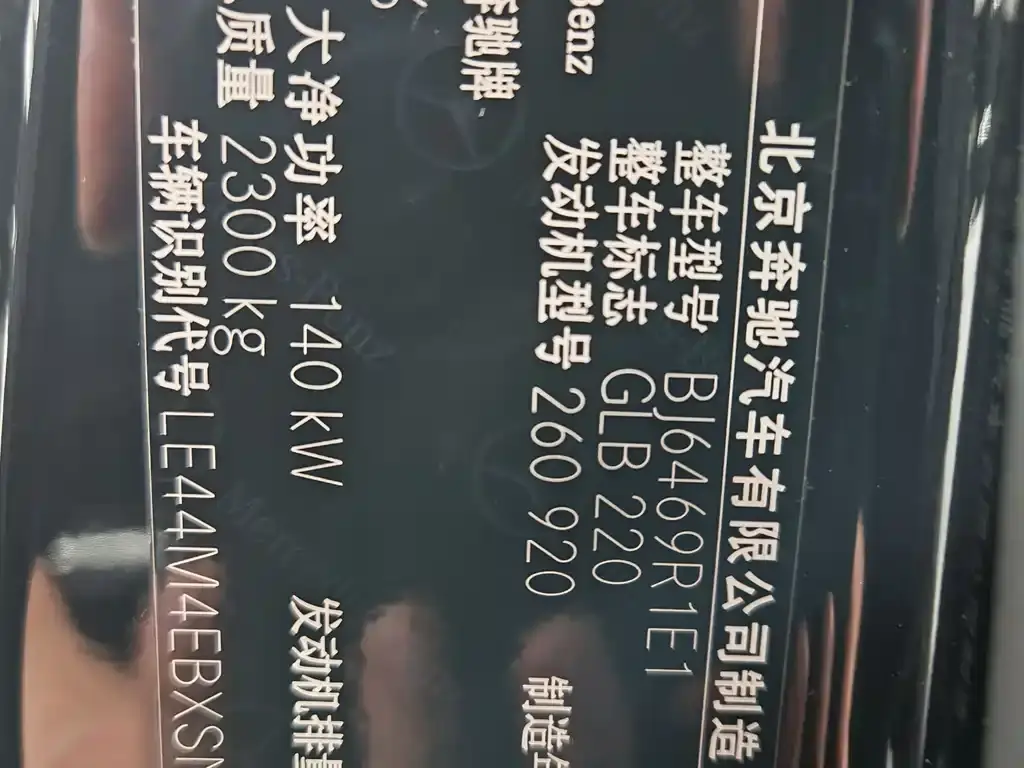 北京奔驰汽车有限公司制造
整车型号 BJ6469R1E1
整车标志 GLB 220
发动机型号 260 920
制造
Benz
奔驰牌
大净功率 140 kW
发动机排量
质量 2300 kg
车辆识别代号 LE44M4EBXS